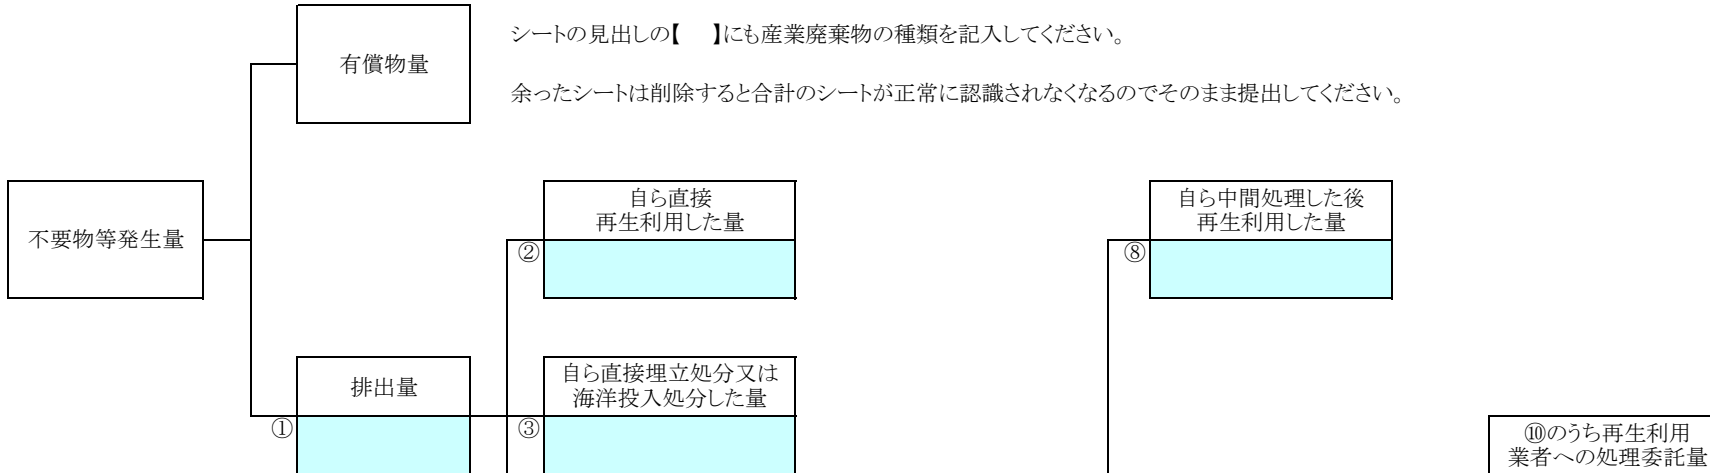 シートの見出しの【　】にも産業廃棄物の種類を記入してください。
有償物量
余ったシートは削除すると合計のシートが正常に認識されなくなるのでそのまま提出してください。
不要物等発生量
自ら直接
再生利用した量
②
自ら中間処理した後
再生利用した量
⑧
排出量
①
自ら直接埋立処分又は
海洋投入処分した量
③
⑩のうち再生利用
業者への処理委託量